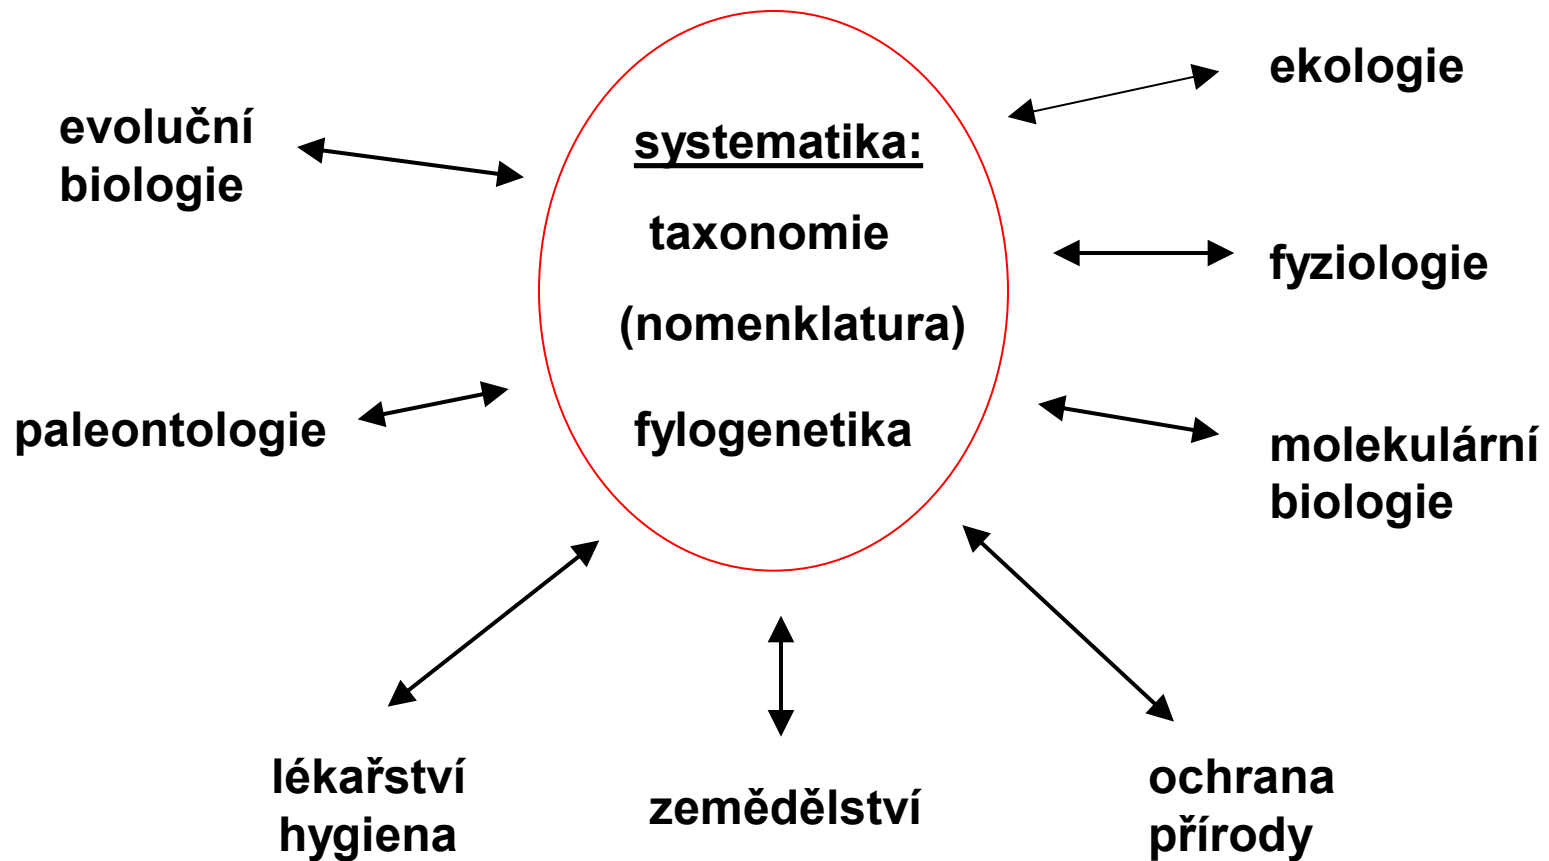 ekologie
evoluční
biologie
systematika:
taxonomie
fyziologie
(nomenklatura)
paleontologie
fylogenetika
molekulární
biologie
lékařství
hygiena
zemědělství
ochrana
přírody